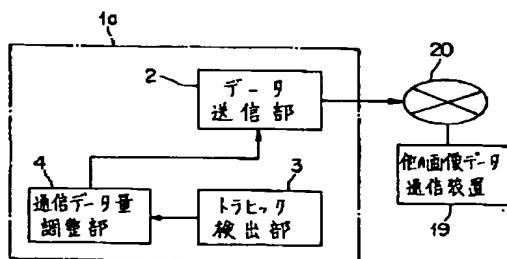 1a
2
データ
送信部
20
4
通信データ量
調整部
3
トラヒック
検出部
他の画像データ
通信装置
19